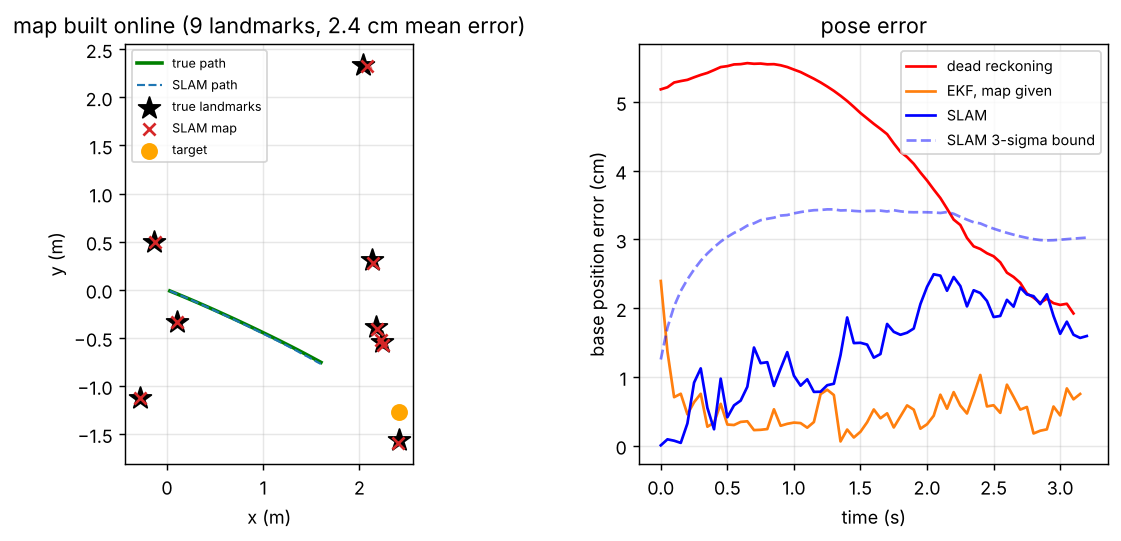 map built online (9 landmarks, 2.4 cm mean error)
2.5
2.0
1.5
1.0
0.5
0.0
−0.5
−1.0
−1.5
y (m)
0
1
2
x (m)
true path
SLAM path
true landmarks
SLAM map
target
pose error
5
4
3
2
1
0
base position error (cm)
0.0
0.5
1.0
1.5
2.0
2.5
3.0
time (s)
dead reckoning
EKF, map given
SLAM
SLAM 3-sigma bound